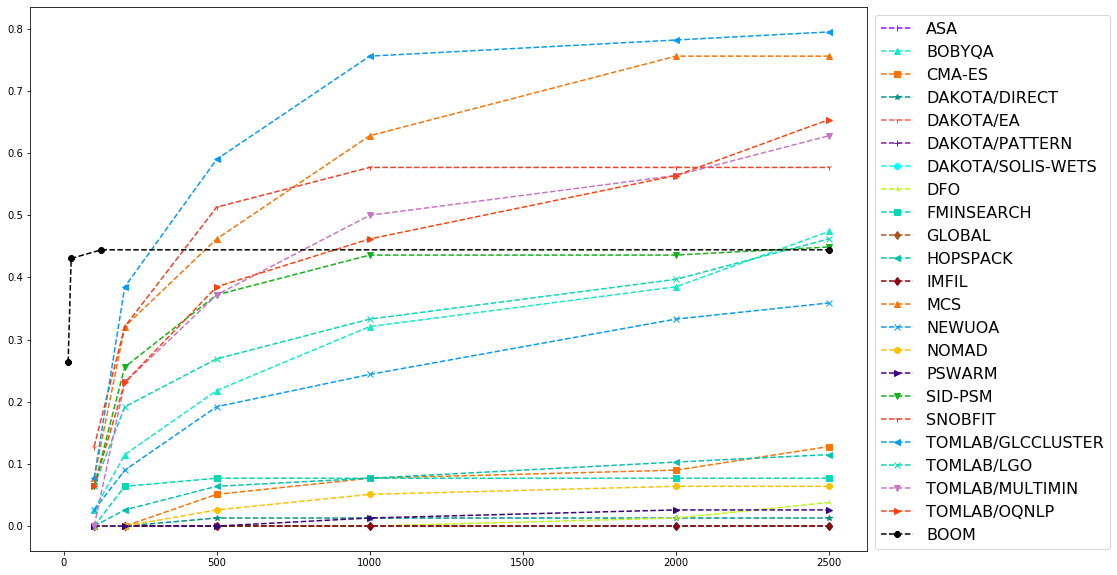 0.8
0.7
0.6
0.5
0.4
0.3
0.2
0.1
0.0
0
500
1000
1500
2000
2500
ASA
BOBYQA
CMA-ES
DAKOTA/DIRECT
DAKOTA/EA
DAKOTA/PATTERN
DAKOTA/SOLIS-WETS
DFO
FMINSEARCH
GLOBAL
HOPSPACK
IMFIL
MCS
NEWUOA
NOMAD
PSWARM
SID-PSM
SNOBFIT
TOMLAB/GLCCLUSTER
TOMLAB/LGO
TOMLAB/MULTIMIN
TOMLAB/OQNLP
BOOM